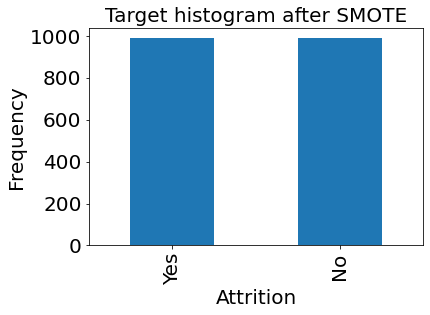 Target histogram after SMOTE
1000
800
600
400
200
0
Frequency
Yes
No
Attrition